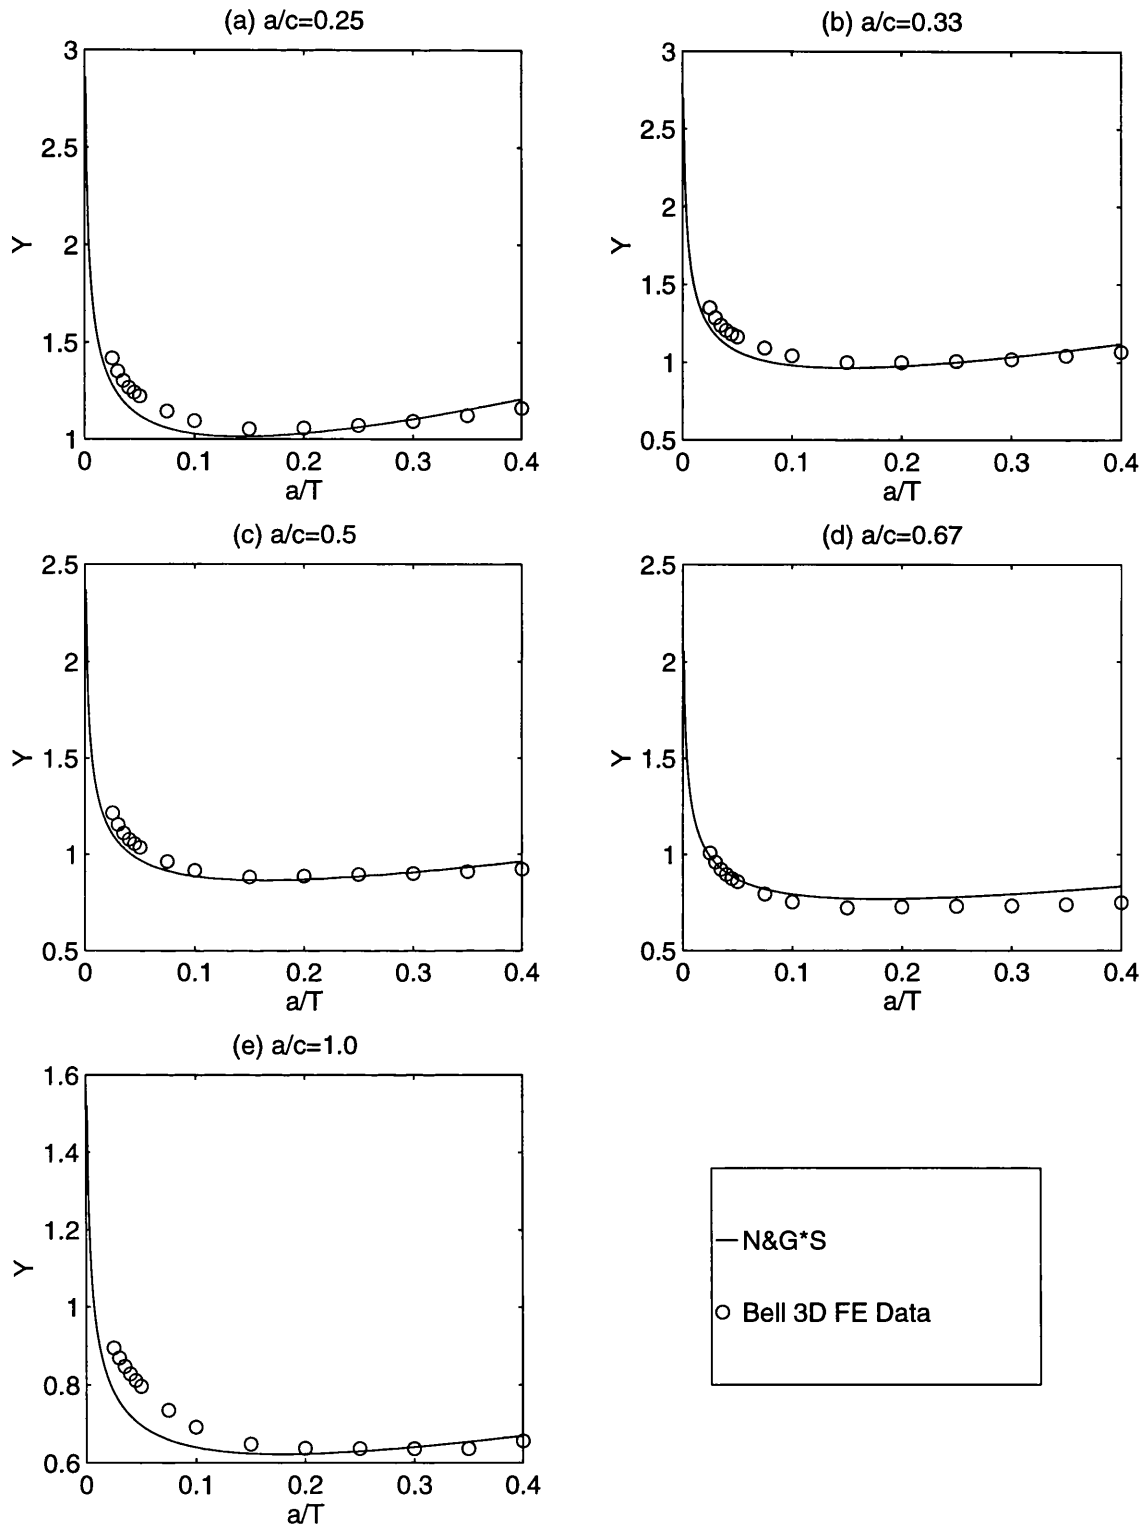 (a) a/c=0.25
3
2.5
2
1.5
1
Y
0 0.1 0.2 0.3 0.4
a/T
(b) a/c=0.33
3
2.5
2
1.5
1
0.5
Y
0 0.1 0.2 0.3 0.4
a/T
(c) a/c=0.5
2.5
2
1.5
1
0.5
Y
0 0.1 0.2 0.3 0.4
a/T
(d) a/c=0.67
2.5
2
1.5
1
0.5
Y
0 0.1 0.2 0.3 0.4
a/T
(e) a/c=1.0
1.6
1.4
1.2
1
0.8
0.6
Y
0 0.1 0.2 0.3 0.4
a/T
N&G*S
Bell 3D FE Data